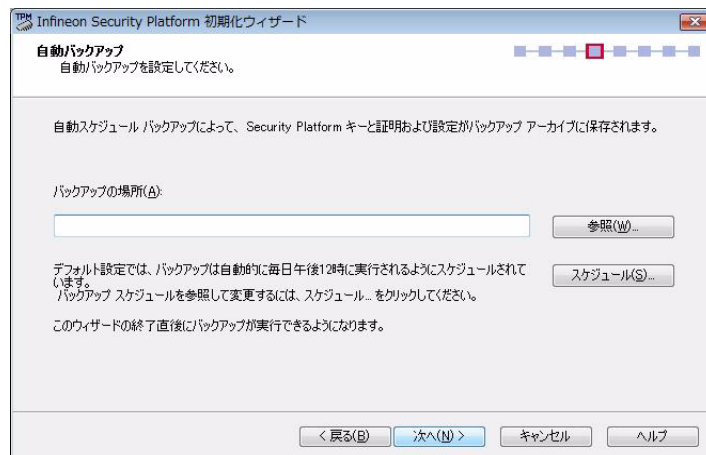 TPM
Infineon Security Platform 初期化ウィザード
自動バックアップ
自動バックアップを設定してください。
自動スケジュール バックアップによって、Security Platform キーと証明および設定がバックアップ アーカイブに保存されます。
バックアップの場所(A):
参照(W)...
デフォルト設定では、バックアップは自動的に毎日午後12時に実行されるようにスケジュールされて
います。
バックアップ スケジュールを参照して変更するには、スケジュール... をクリックしてください。
スケジュール(S)...
このウィザードの終了直後にバックアップが実行できるようになります。
< 戻る(B)
次へ(N) >
キャンセル
ヘルプ